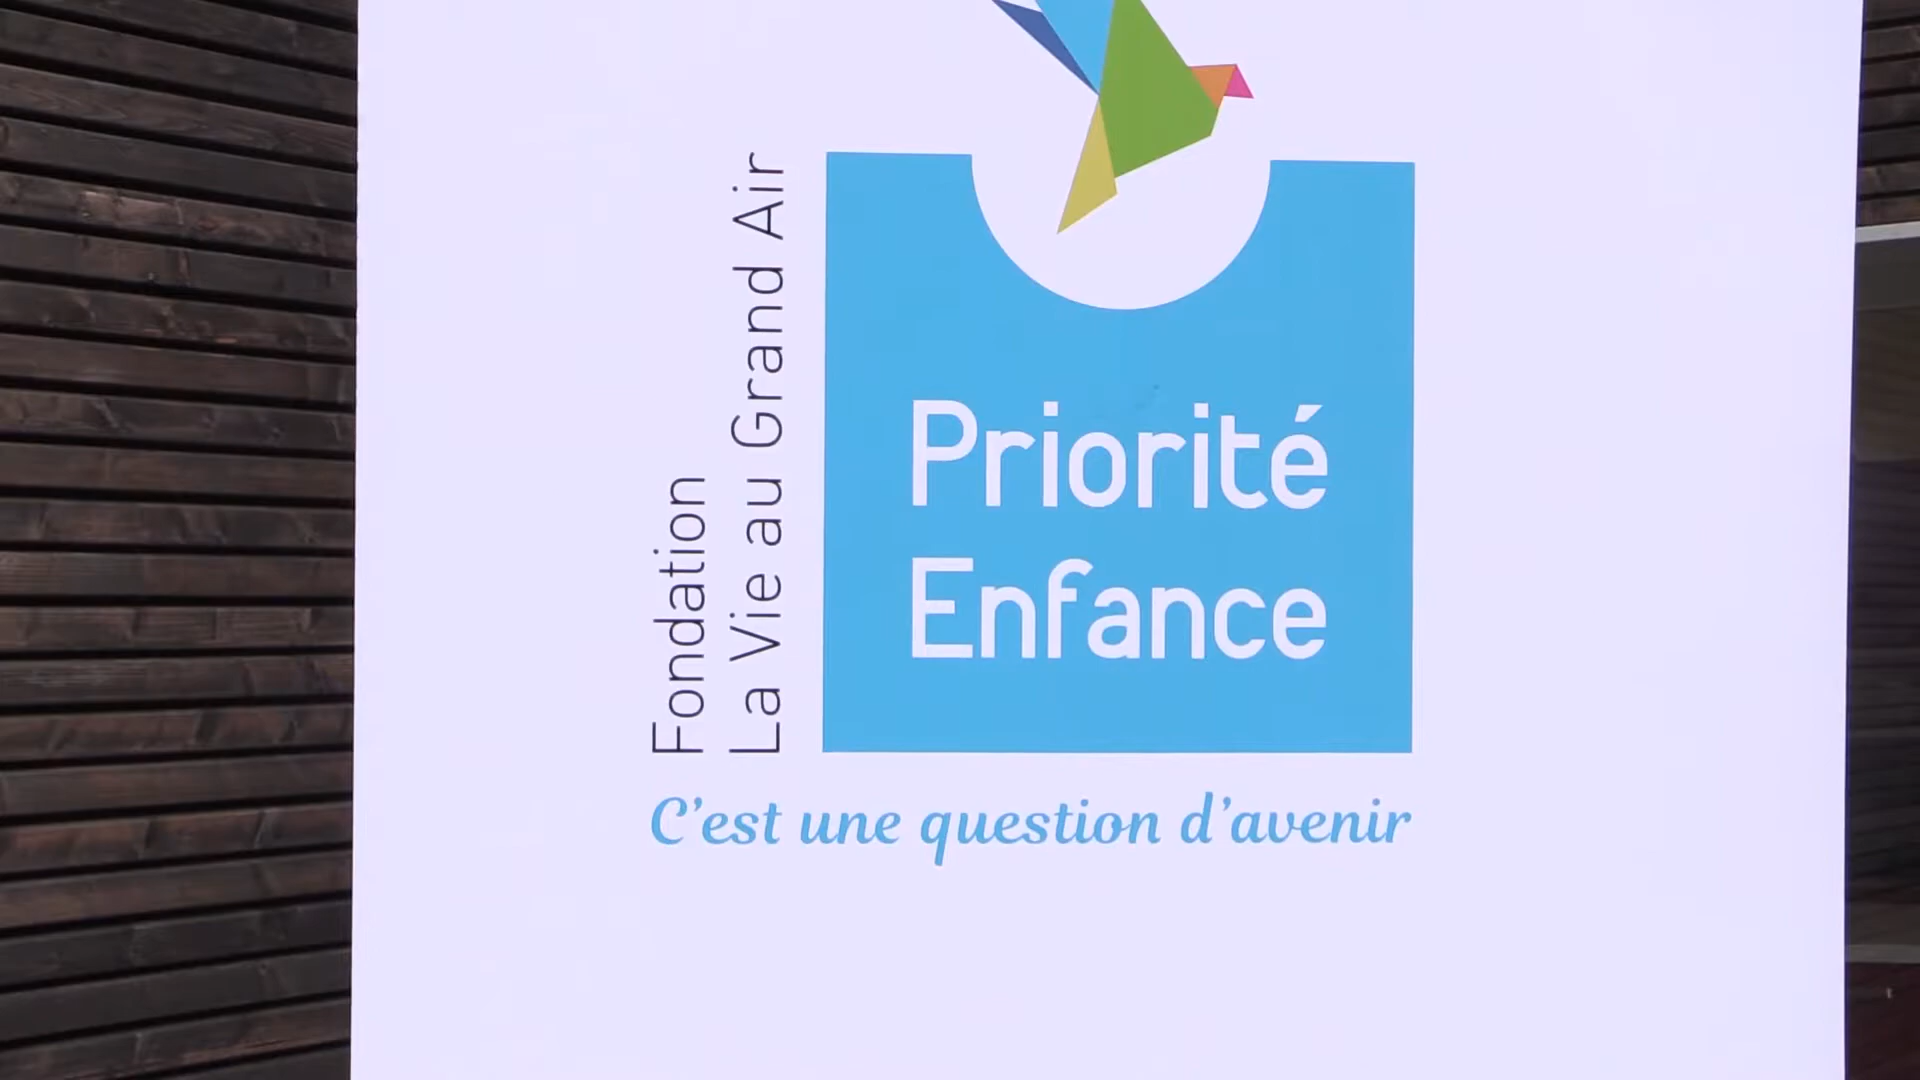 Fondation
La Vie au Grand Air
Priorité
Enfance
C'est une question d'avenir